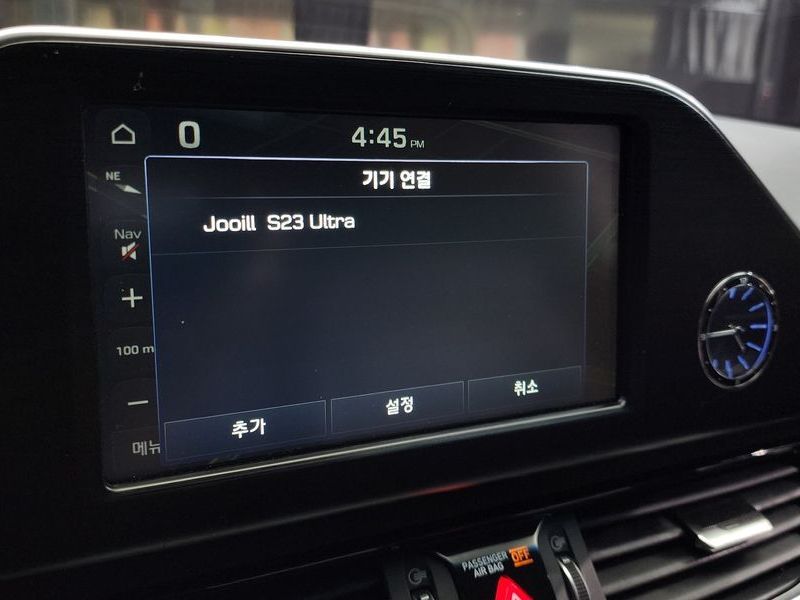 0
4:45 PM
NE
기기 연결
Jooill S23 Ultra
Nav
100 m
메뉴
추가
설정
취소
PASSENGER OFF
AIR BAG